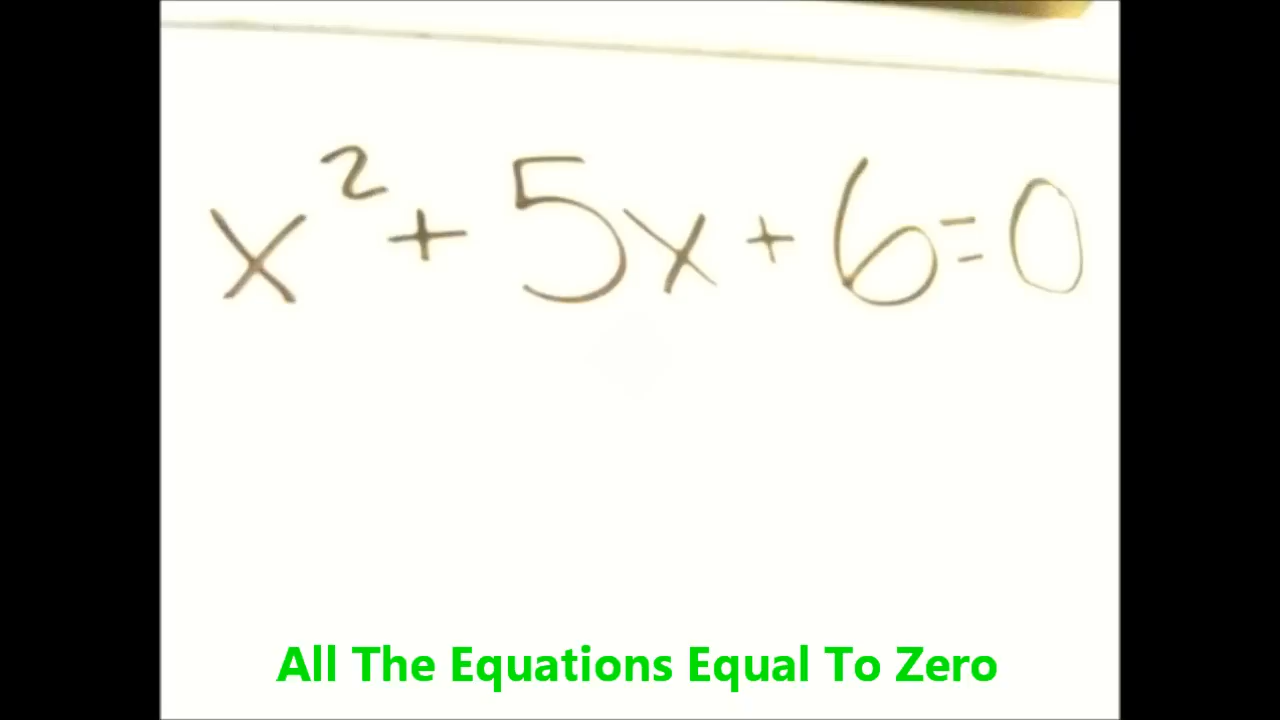 x² + 5x + 6 = 0
All The Equations Equal To Zero